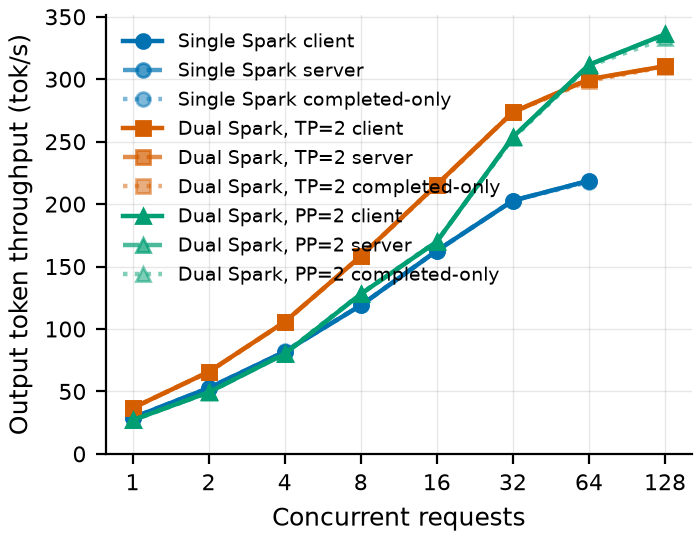 Output token throughput (tok/s)
350
300
250
200
150
100
50
0
Single Spark client
Single Spark server
Single Spark completed-only
Dual Spark, TP=2 client
Dual Spark, TP=2 server
Dual Spark, TP=2 completed-only
Dual Spark, PP=2 client
Dual Spark, PP=2 server
Dual Spark, PP=2 completed-only
1 2 4 8 16 32 64 128
Concurrent requests